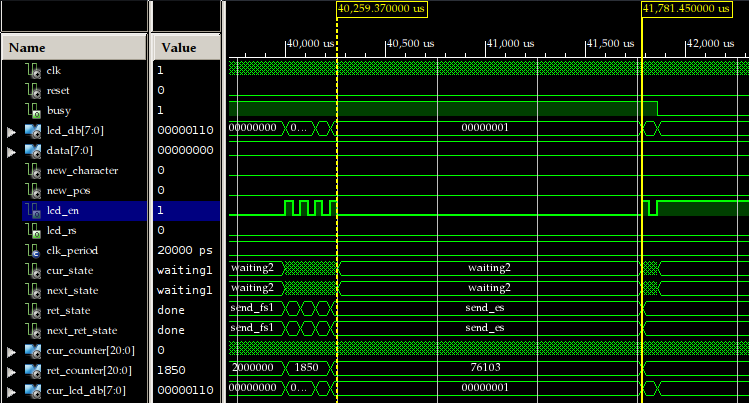 40,259.370000 us 41,781.450000 us
Name Value 40,000 us 40,500 us 41,000 us 41,500 us 42,000 us
clk 1
reset 0
busy 1
lcd_db[7:0] 00000110 00000000 0... 00000001
data[7:0] 00000000
new_character 0
new_pos 0
lcd_en 1
lcd_rs 0
clk_period 20000 ps
cur_state waiting1 waiting2 waiting2
next_state waiting1 waiting2 waiting2
ret_state done send_fs1 send_es
next_ret_state done send_fs1 send_es
cur_counter[20:0] 0
ret_counter[20:0] 1850 2000000 1850 76103
cur_lcd_db[7:0] 00000110 00000000 0... 00000001